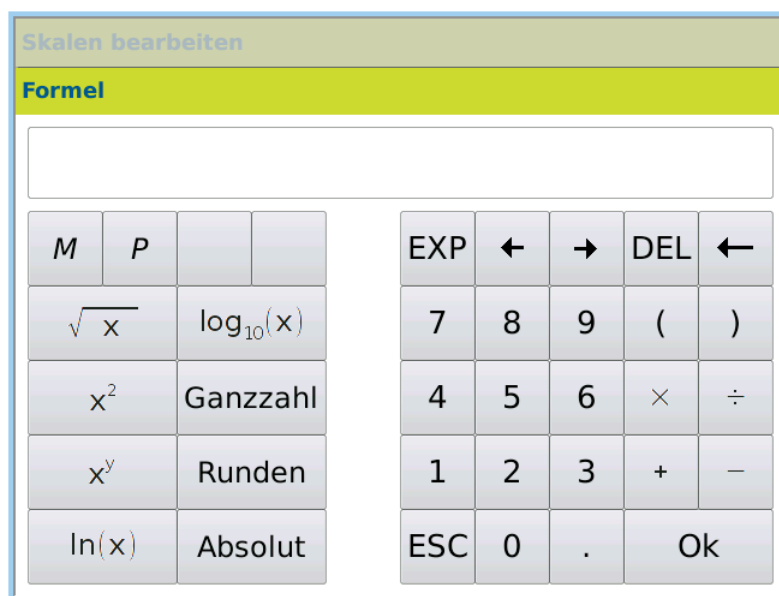 Skalen bearbeiten
Formel
M P EXP ← → DEL ←
√x log₁₀(x) 7 8 9 ( )
x² Ganzzahl 4 5 6 × ÷
xʸ Runden 1 2 3 + −
ln(x) Absolut ESC 0 . Ok